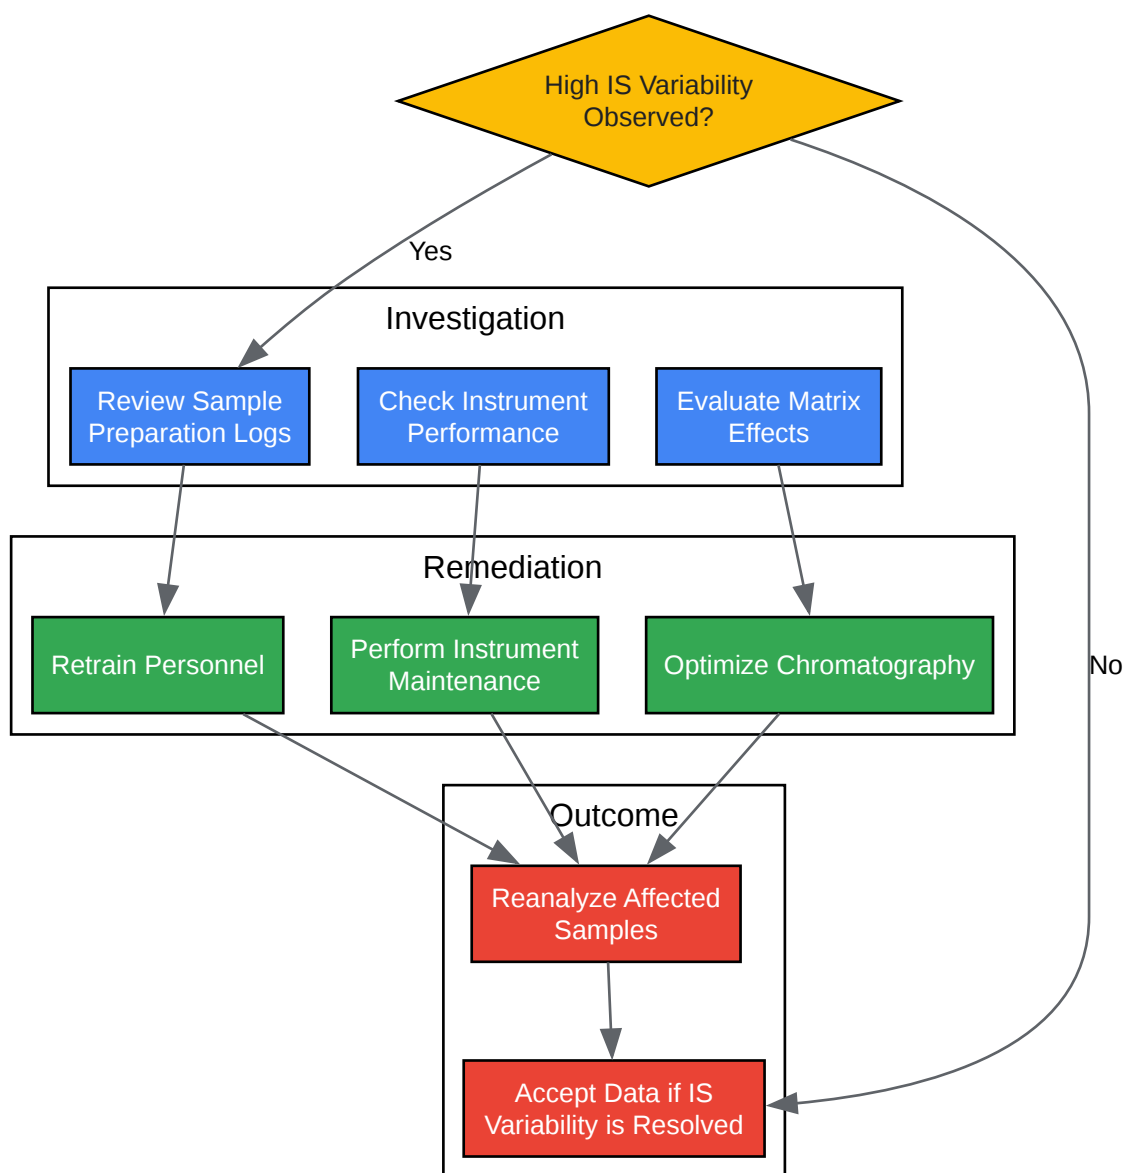 High IS Variability
Observed?
Yes
Investigation
Review Sample
Preparation Logs
Check Instrument
Performance
Evaluate Matrix
Effects
Remediation
Retrain Personnel
Perform Instrument
Maintenance
Optimize Chromatography
No
Outcome
Reanalyze Affected
Samples
Accept Data if IS
Variability is Resolved